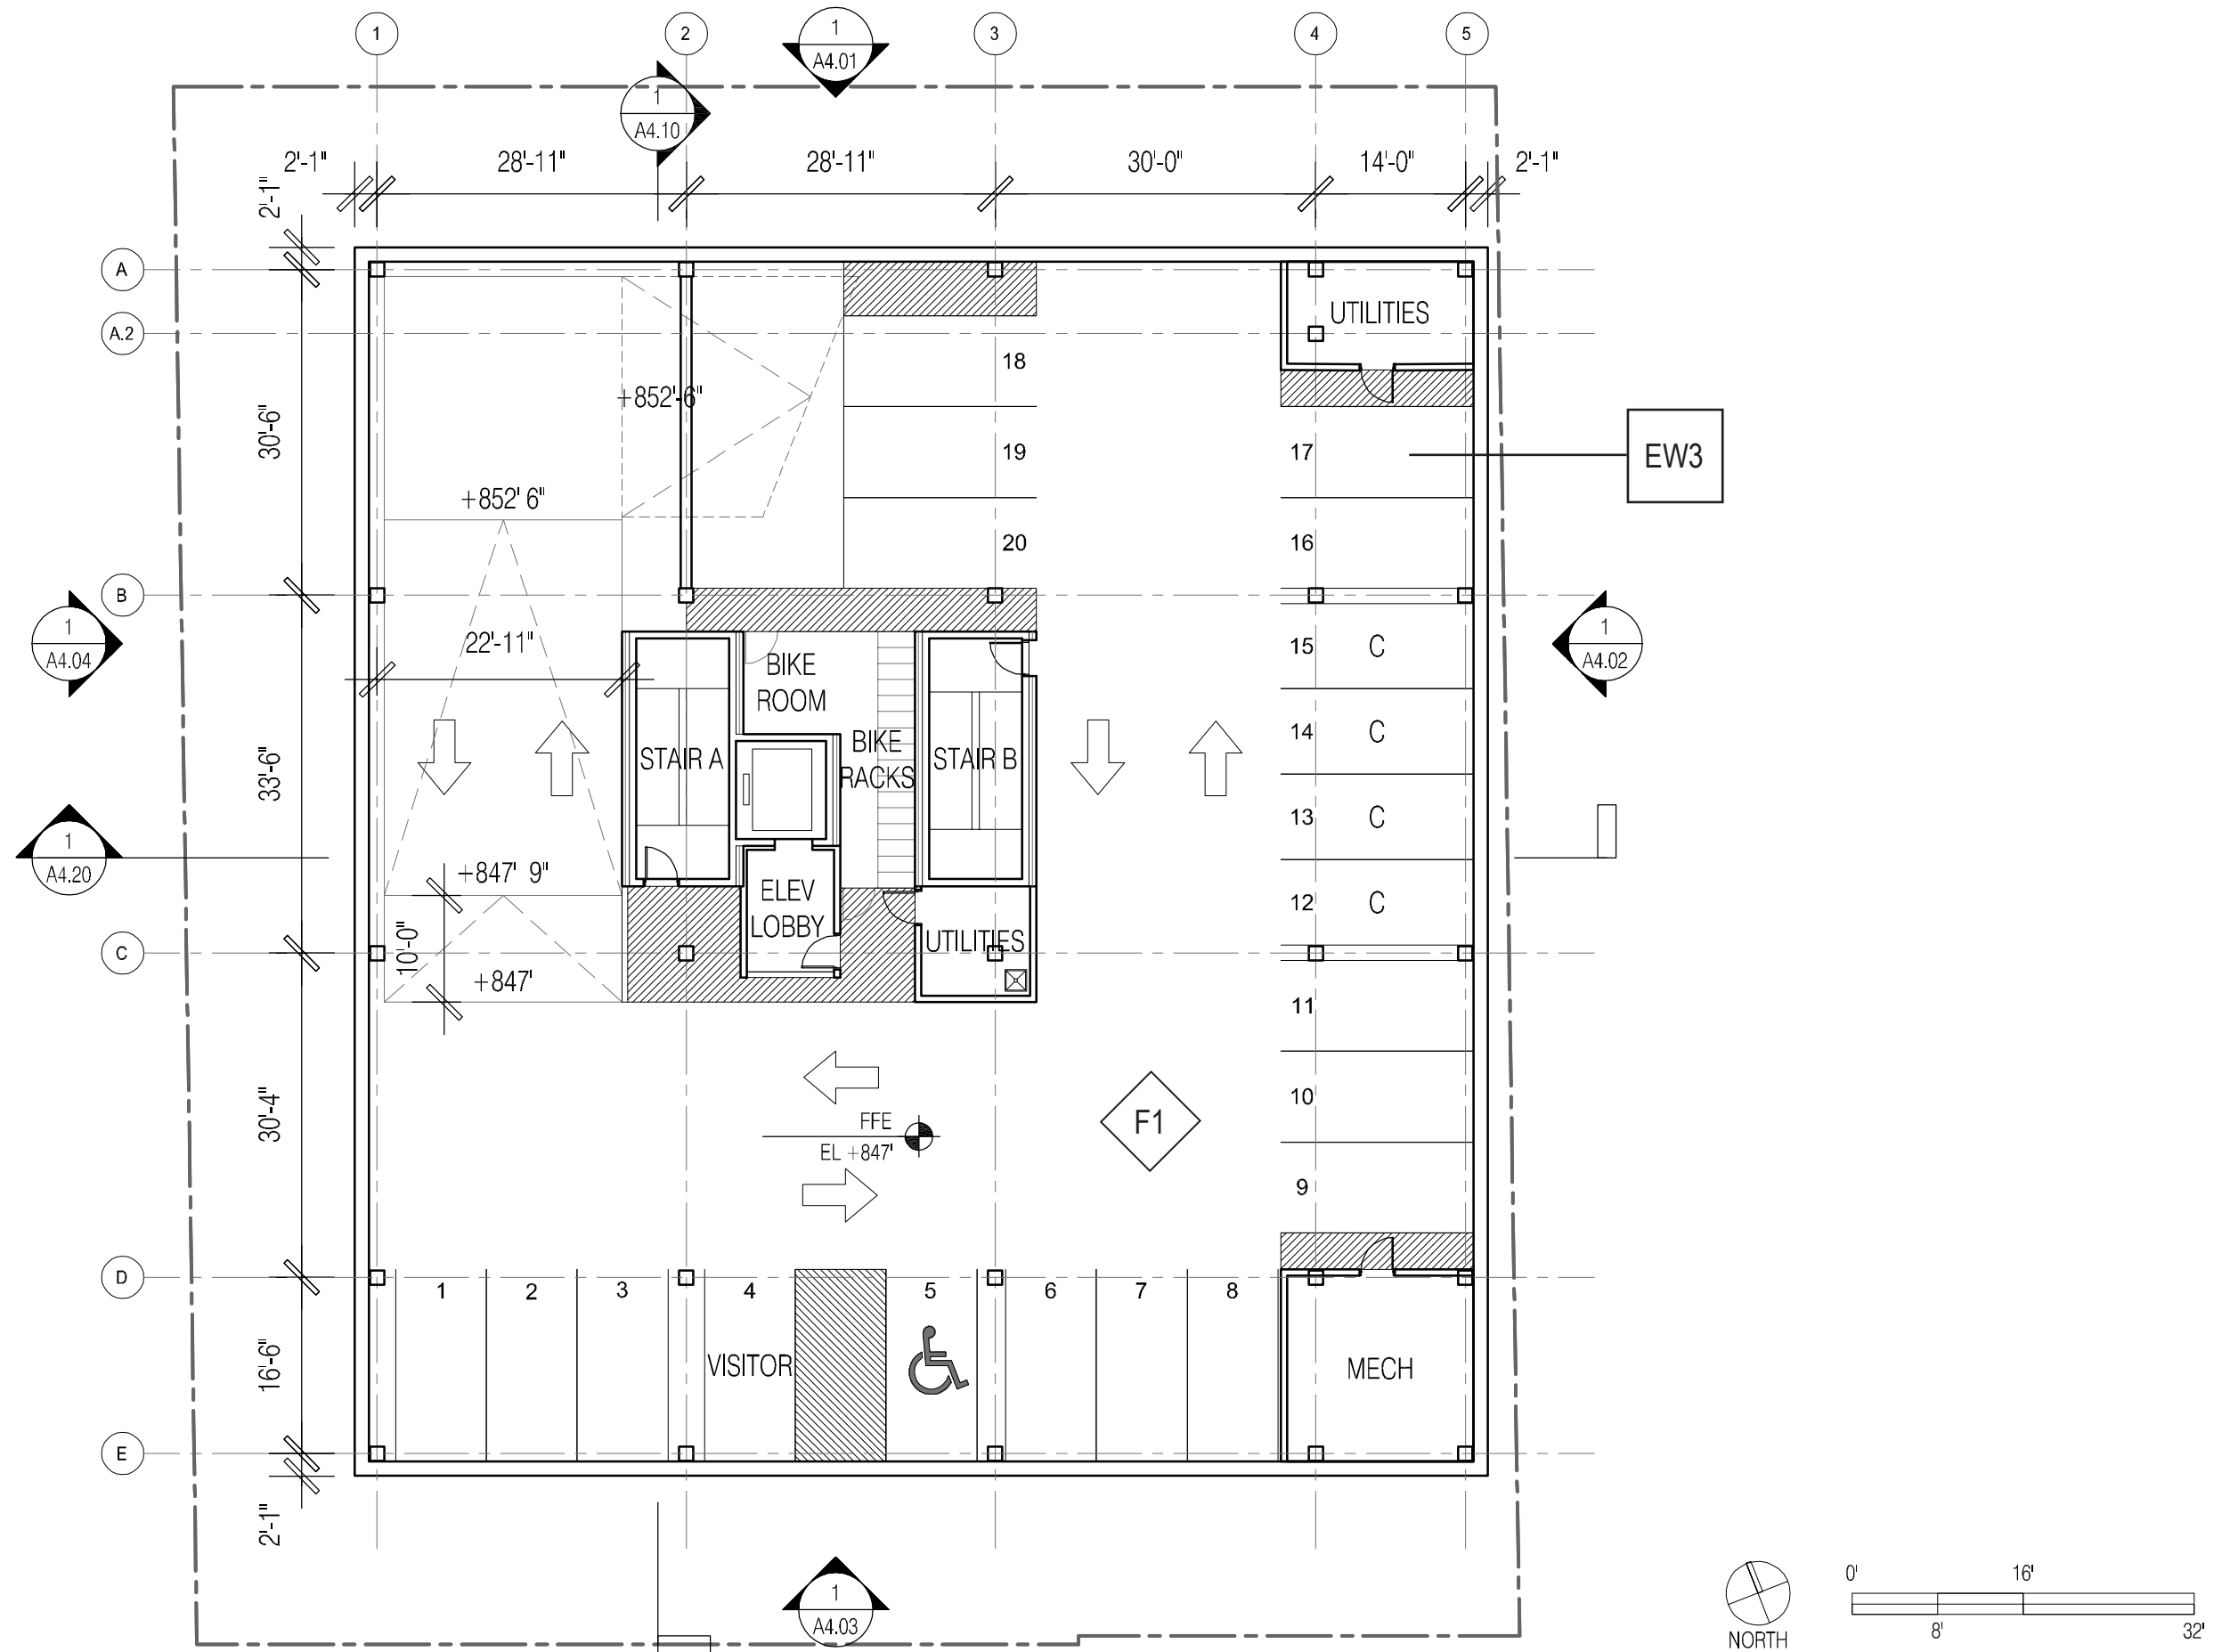 1
2
3
4
5
1
A4.01
1
A4.10
2'-1"
28'-11"
28'-11"
30'-0"
14'-0"
2'-1"
2'-1"
A
A.2
UTILITIES
18
30'-6"
+852'-6"
19
17
EW3
+852' 6"
20
16
B
1
A4.04
22'-11"
BIKE
ROOM
15
C
1
A4.02
33'-6"
STAIR A
BIKE
RACKS
STAIR B
14
C
13
C
1
A4.20
+847' 9"
ELEV
LOBBY
12
C
C
10'-0"
UTILITIES
+847'
11
30'-4"
FFE
EL +847'
F1
10
9
D
1
2
3
4
5
6
7
8
16'-6"
VISITOR
MECH
E
2'-1"
1
A4.03
NORTH
0'
16'
8'
32'